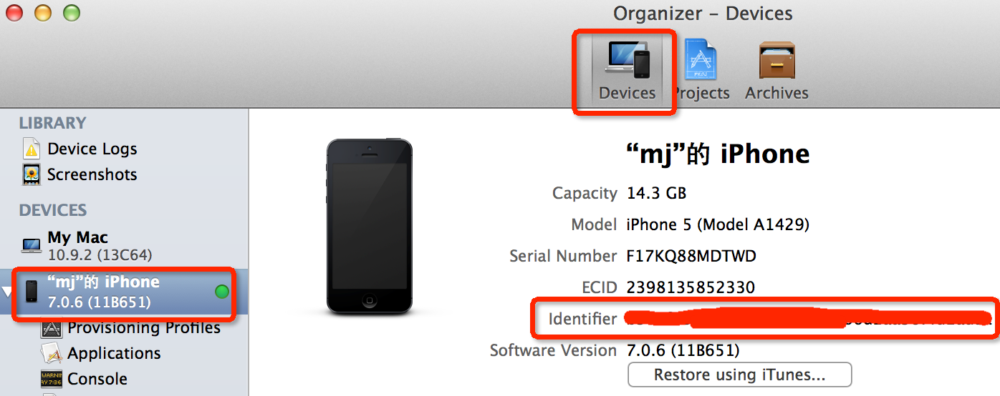 Organizer – Devices
Devices
Projects
Archives
LIBRARY
Device Logs
Screenshots
DEVICES
My Mac
10.9.2 (13C64)
“mj”的 iPhone
7.0.6 (11B651)
Provisioning Profiles
Applications
Console
“mj”的 iPhone
Capacity 14.3 GB
Model iPhone 5 (Model A1429)
Serial Number F17KQ88MDTWD
ECID 2398135852330
Identifier
Software Version 7.0.6 (11B651)
Restore using iTunes...